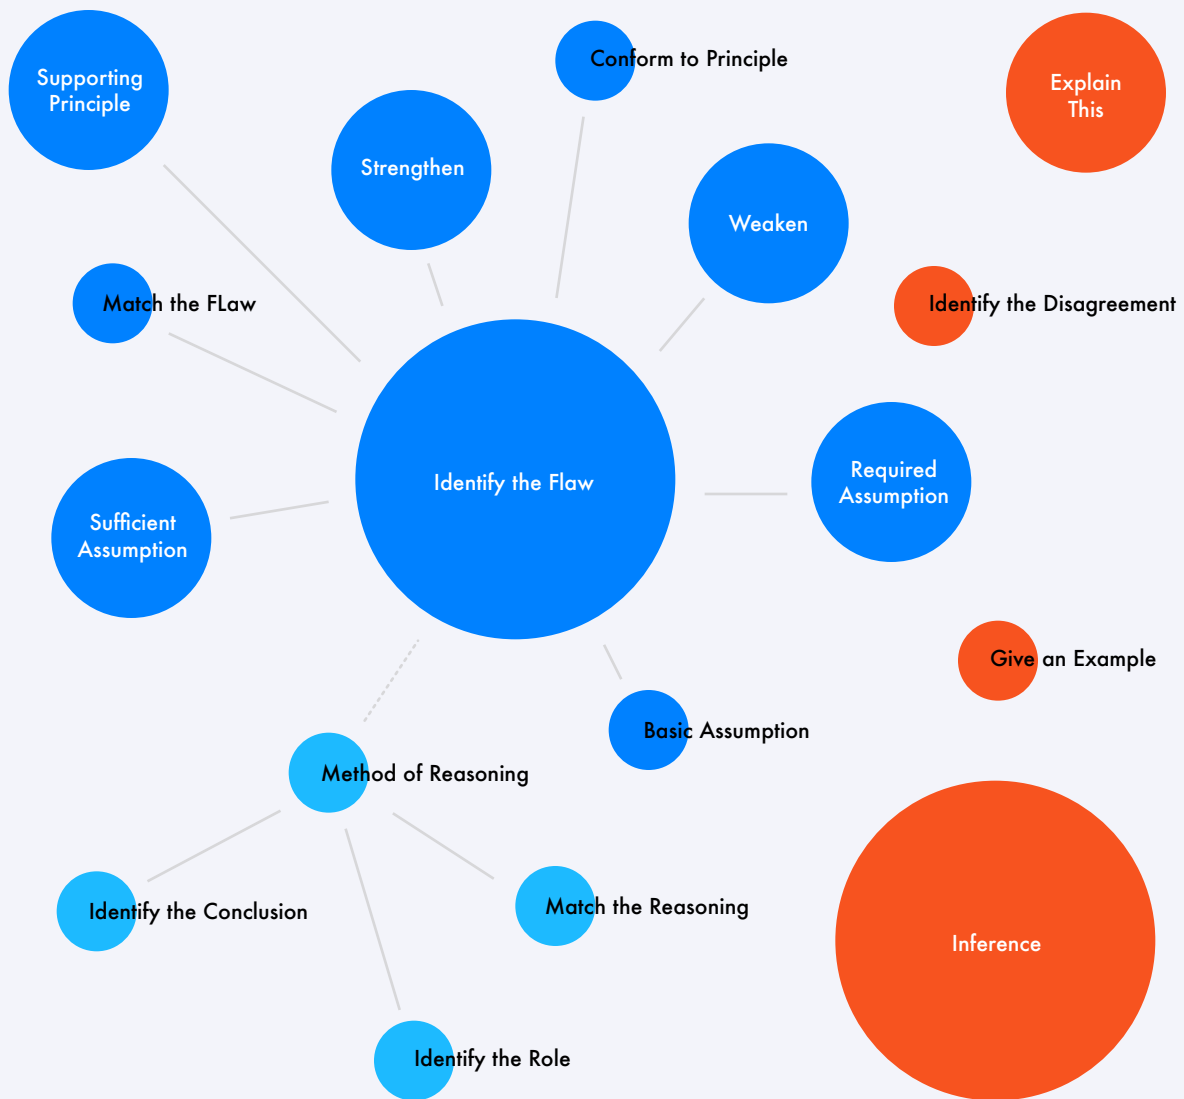 Conform to Principle
Supporting
Principle
Explain
This
Strengthen
Weaken
Match the FLaw
Identify the Disagreement
Identify the Flaw
Required
Assumption
Sufficient
Assumption
Give an Example
Basic Assumption
Method of Reasoning
Identify the Conclusion
Match the Reasoning
Inference
Identify the Role